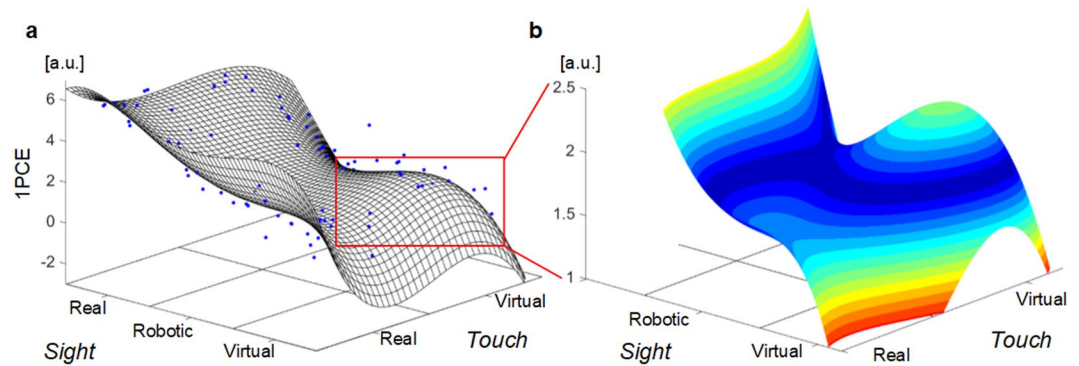 a
[a.u.]
6
4
2
0
-2
1PCE
Real
Robotic
Virtual
Sight
Real
Virtual
Touch
b
[a.u.]
2.5
2
1.5
1
Robotic
Virtual
Sight
Real
Virtual
Touch